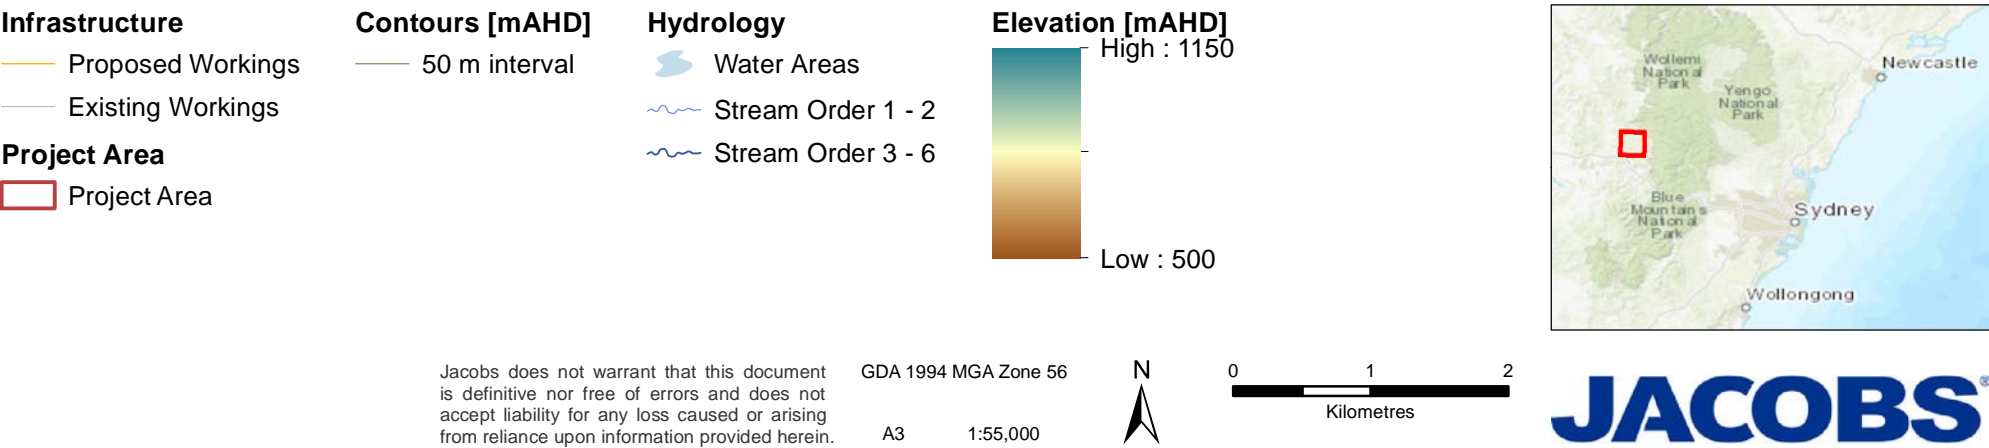 Infrastructure
Proposed Workings
Existing Workings
Project Area
Project Area
Contours [mAHD]
50 m interval
Hydrology
Water Areas
Stream Order 1 - 2
Stream Order 3 - 6
Elevation [mAHD]
High : 1150
Low : 500
Wollemi
National
Park
Yengo
National
Park
Newcastle
Blue
Mountains
National
Park
Sydney
Wollongong
Jacobs does not warrant that this document
is definitive nor free of errors and does not
accept liability for any loss caused or arising
from reliance upon information provided herein.
GDA 1994 MGA Zone 56
A3 1:55,000
N
0 1 2
Kilometres
JACOBS®